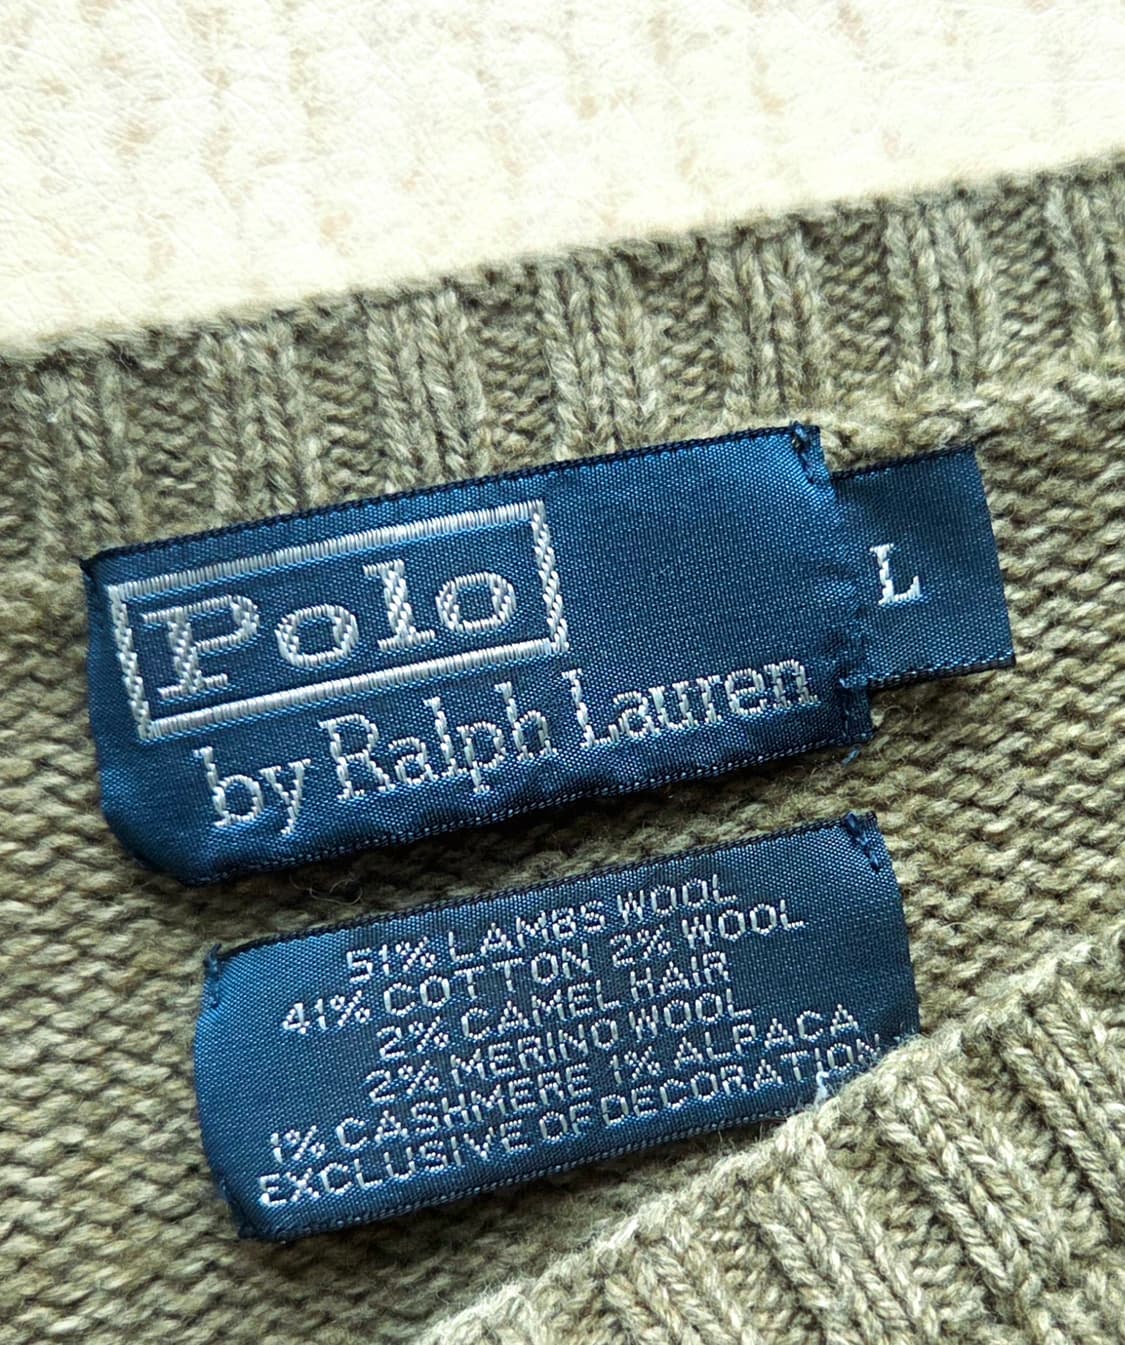 Polo
by Ralph Lauren
L
51% LAMBS WOOL
41% COTTON 2% WOOL
2% CAMEL HAIR
2% MERINO WOOL
1% CASHMERE 1% ALPACA
EXCLUSIVE OF DECORATION